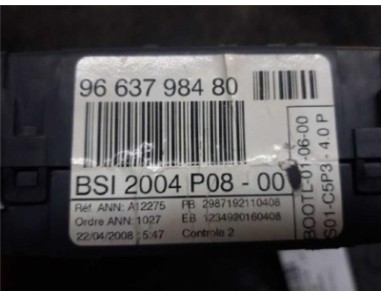 96 637 984 80
BSI 2004 P08 - 00
Réf. ANN: A12275 PB 2987192110408
Ordre ANN: 1027 EB 1234920160408
22/04/2008 15:47 Controle 2
BOOTL-01-06-00
S01-C5P3 - 4.0 P